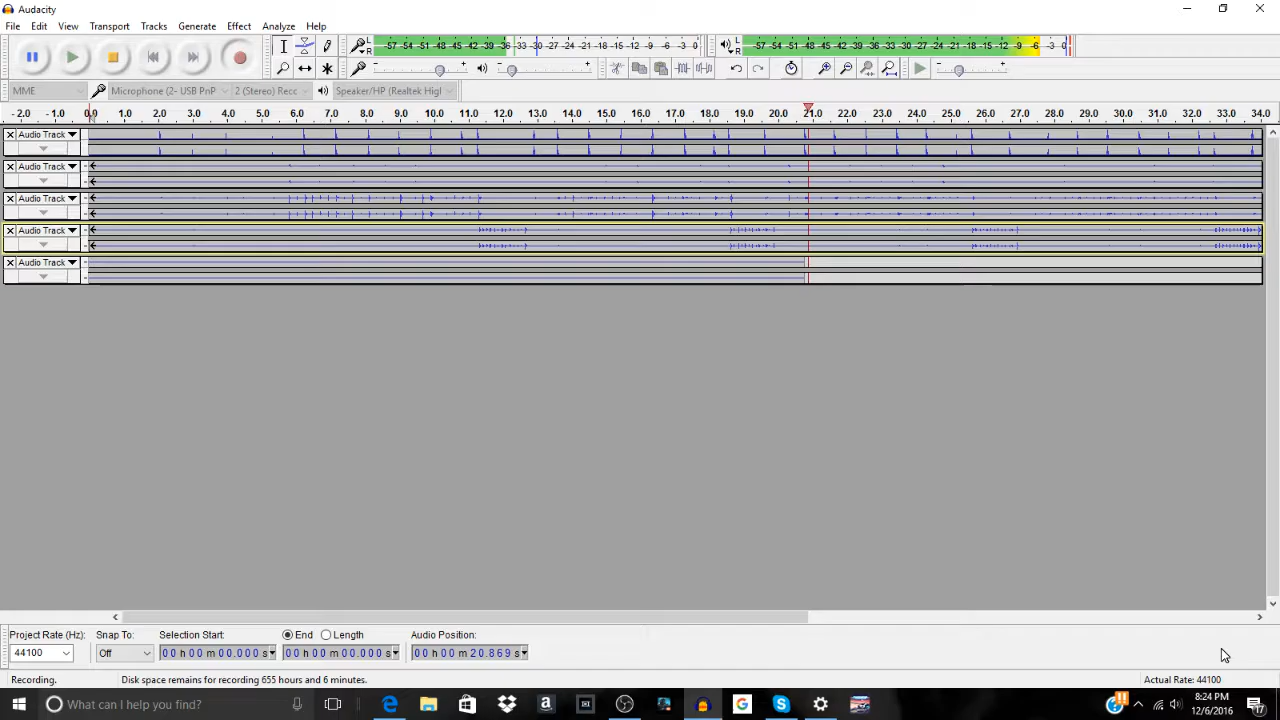 Audacity
File Edit View Transport Tracks Generate Effect Analyze Help
L R -57 -54 -51 -48 -45 -42 -39 -36 -33 -30 -27 -24 -21 -18 -15 -12 -9 -6 -3 0 L R -57 -54 -51 -48 -45 -42 -39 -36 -33 -30 -27 -24 -21 -18 -15 -12 -9 -6 -3 0
MME Microphone (2- USB PnP 2 (Stereo) Recc Speaker/HP (Realtek Higl
- 2.0 - 1.0 0.0 1.0 2.0 3.0 4.0 5.0 6.0 7.0 8.0 9.0 10.0 11.0 12.0 13.0 14.0 15.0 16.0 17.0 18.0 19.0 20.0 21.0 22.0 23.0 24.0 25.0 26.0 27.0 28.0 29.0 30.0 31.0 32.0 33.0 34.0
Audio Track
Audio Track
Audio Track
Audio Track
Audio Track
Project Rate (Hz): Snap To: Selection Start: End Length Audio Position:
44100 Off 00 h 00 m 00.000 s 00 h 00 m 00.000 s 00 h 00 m 20.869 s
Recording. Disk space remains for recording 655 hours and 6 minutes. Actual Rate: 44100
What can I help you find? 8:24 PM
12/6/2016